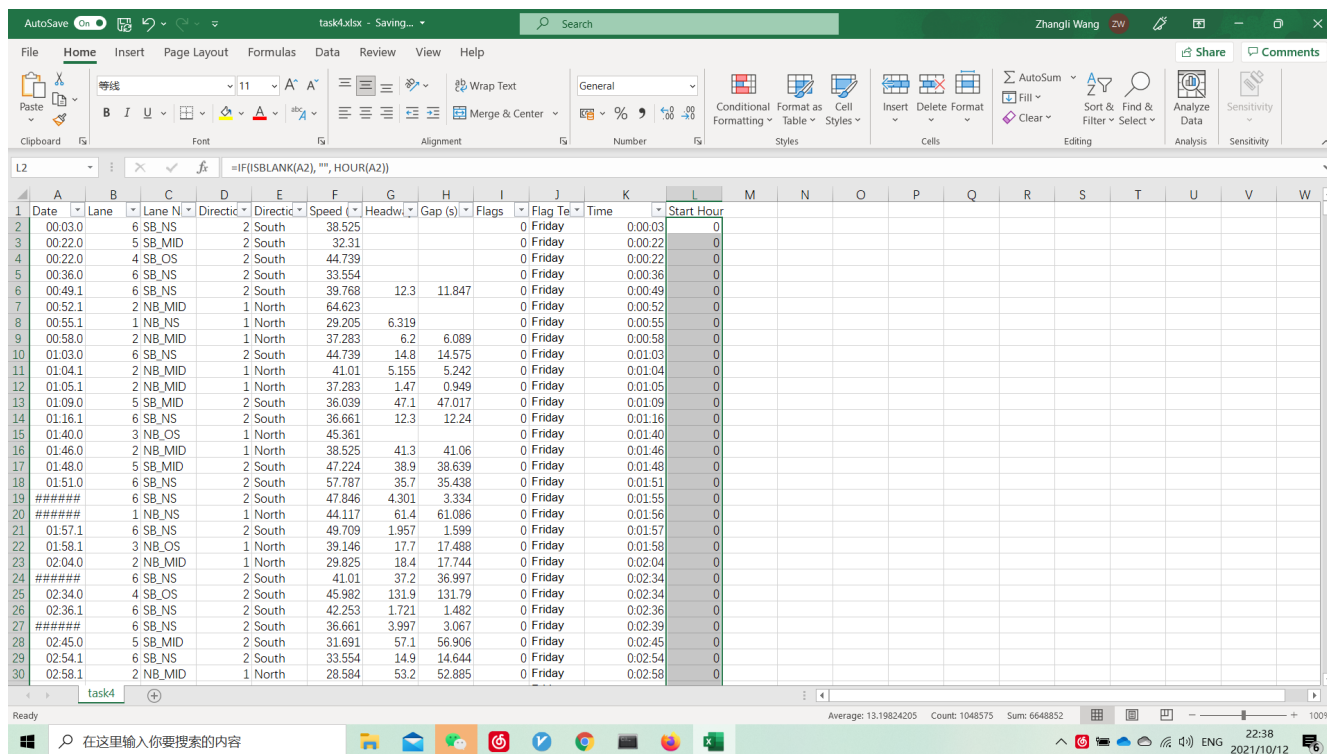 AutoSave On task4.xlsx - Saving... Search Zhangli Wang ZW
File Home Insert Page Layout Formulas Data Review View Help Share Comments
Paste 等线 11 A A Wrap Text General Conditional Formatting Format as Table Cell Styles Insert Delete Format AutoSum Fill Clear Sort & Filter Find & Select Analyze Data Sensitivity
B I U A abc A Merge & Center % 9
Clipboard Font Alignment Number Styles Cells Editing Analysis Sensitivity
L2 fx =IF(ISBLANK(A2), "", HOUR(A2))
A B C D E F G H I J K L M N O P Q R S T U V W
1 Date Lane Lane N Directic Directic Speed ( Headwa Gap (s) Flags Flag Te Time Start Hour
2 00:03.0 6 SB_NS 2 South 38.525 0 Friday 0:00:03 0
3 00:22.0 5 SB_MID 2 South 32.31 0 Friday 0:00:22 0
4 00:22.0 4 SB_OS 2 South 44.739 0 Friday 0:00:22 0
5 00:36.0 6 SB_NS 2 South 33.554 0 Friday 0:00:36 0
6 00:49.1 6 SB_NS 2 South 39.768 12.3 11.847 0 Friday 0:00:49 0
7 00:52.1 2 NB_MID 1 North 64.623 0 Friday 0:00:52 0
8 00:55.1 1 NB_NS 1 North 29.205 6.319 0 Friday 0:00:55 0
9 00:58.0 2 NB_MID 1 North 37.283 6.2 6.089 0 Friday 0:00:58 0
10 01:03.0 6 SB_NS 2 South 44.739 14.8 14.575 0 Friday 0:01:03 0
11 01:04.1 2 NB_MID 1 North 41.01 5.155 5.242 0 Friday 0:01:04 0
12 01:05.1 2 NB_MID 1 North 37.283 1.47 0.949 0 Friday 0:01:05 0
13 01:09.0 5 SB_MID 2 South 36.039 47.1 47.017 0 Friday 0:01:09 0
14 01:16.1 6 SB_NS 2 South 36.661 12.3 12.24 0 Friday 0:01:16 0
15 01:40.0 3 NB_OS 1 North 45.361 0 Friday 0:01:40 0
16 01:46.0 2 NB_MID 1 North 38.525 41.3 41.06 0 Friday 0:01:46 0
17 01:48.0 5 SB_MID 2 South 47.224 38.9 38.639 0 Friday 0:01:48 0
18 01:51.0 6 SB_NS 2 South 57.787 35.7 35.438 0 Friday 0:01:51 0
19 ###### 6 SB_NS 2 South 47.846 4.301 3.334 0 Friday 0:01:55 0
20 ###### 1 NB_NS 1 North 44.117 61.4 61.086 0 Friday 0:01:56 0
21 01:57.1 6 SB_NS 2 South 49.709 1.957 1.599 0 Friday 0:01:57 0
22 01:58.1 3 NB_OS 1 North 39.146 17.7 17.488 0 Friday 0:01:58 0
23 02:04.0 2 NB_MID 1 North 29.825 18.4 17.744 0 Friday 0:02:04 0
24 ###### 6 SB_NS 2 South 41.01 37.2 36.997 0 Friday 0:02:34 0
25 02:34.0 4 SB_OS 2 South 45.982 131.9 131.79 0 Friday 0:02:34 0
26 02:36.1 6 SB_NS 2 South 42.253 1.721 1.482 0 Friday 0:02:36 0
27 ###### 6 SB_NS 2 South 36.661 3.997 3.067 0 Friday 0:02:39 0
28 02:45.0 5 SB_MID 2 South 31.691 57.1 56.906 0 Friday 0:02:45 0
29 02:54.1 6 SB_NS 2 South 33.554 14.9 14.644 0 Friday 0:02:54 0
30 02:58.1 2 NB_MID 1 North 28.584 53.2 52.885 0 Friday 0:02:58 0
task4
Ready Average: 13.19824205 Count: 1048575 Sum: 6648852 100%
在这里输入你要搜索的内容 ENG 22:38
2021/10/12 6